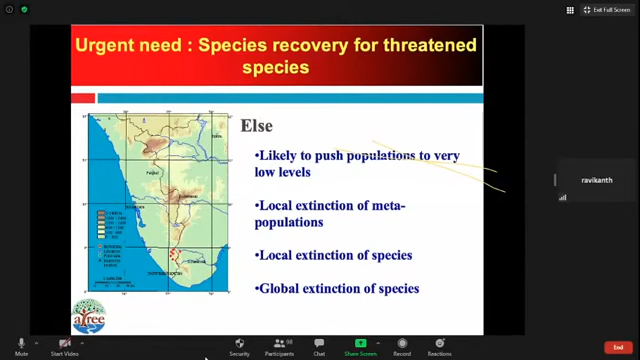 Exit Full Screen
Urgent need : Species recovery for threatened
species
Else
•Likely to push populations to very
low levels
•Local extinction of meta-
populations
•Local extinction of species
•Global extinction of species
atree
ravikanth
Mute
Start Video
Security
Participants
98
Chat
Share Screen
Record
Reactions
End